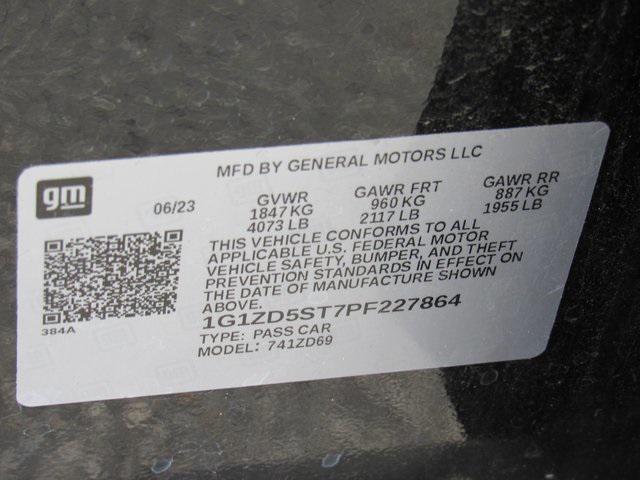 MFD BY GENERAL MOTORS LLC
gm
06/23
GVWR
1847 KG
4073 LB
GAWR FRT
960 KG
2117 LB
GAWR RR
887 KG
1955 LB
THIS VEHICLE CONFORMS TO ALL
APPLICABLE U.S. FEDERAL MOTOR
VEHICLE SAFETY, BUMPER, AND THEFT
PREVENTION STANDARDS IN EFFECT ON
THE DATE OF MANUFACTURE SHOWN
ABOVE.
384A
1G1ZD5ST7PF227864
TYPE: PASS CAR
MODEL: 741ZD69